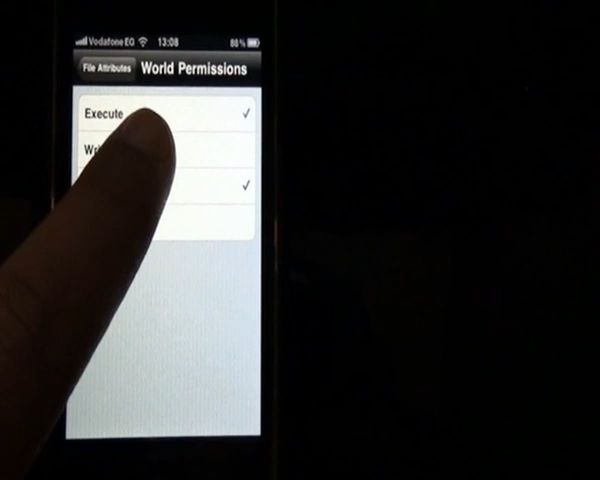 Vodafone EG 13:08 88%
File Attributes World Permissions
Execute